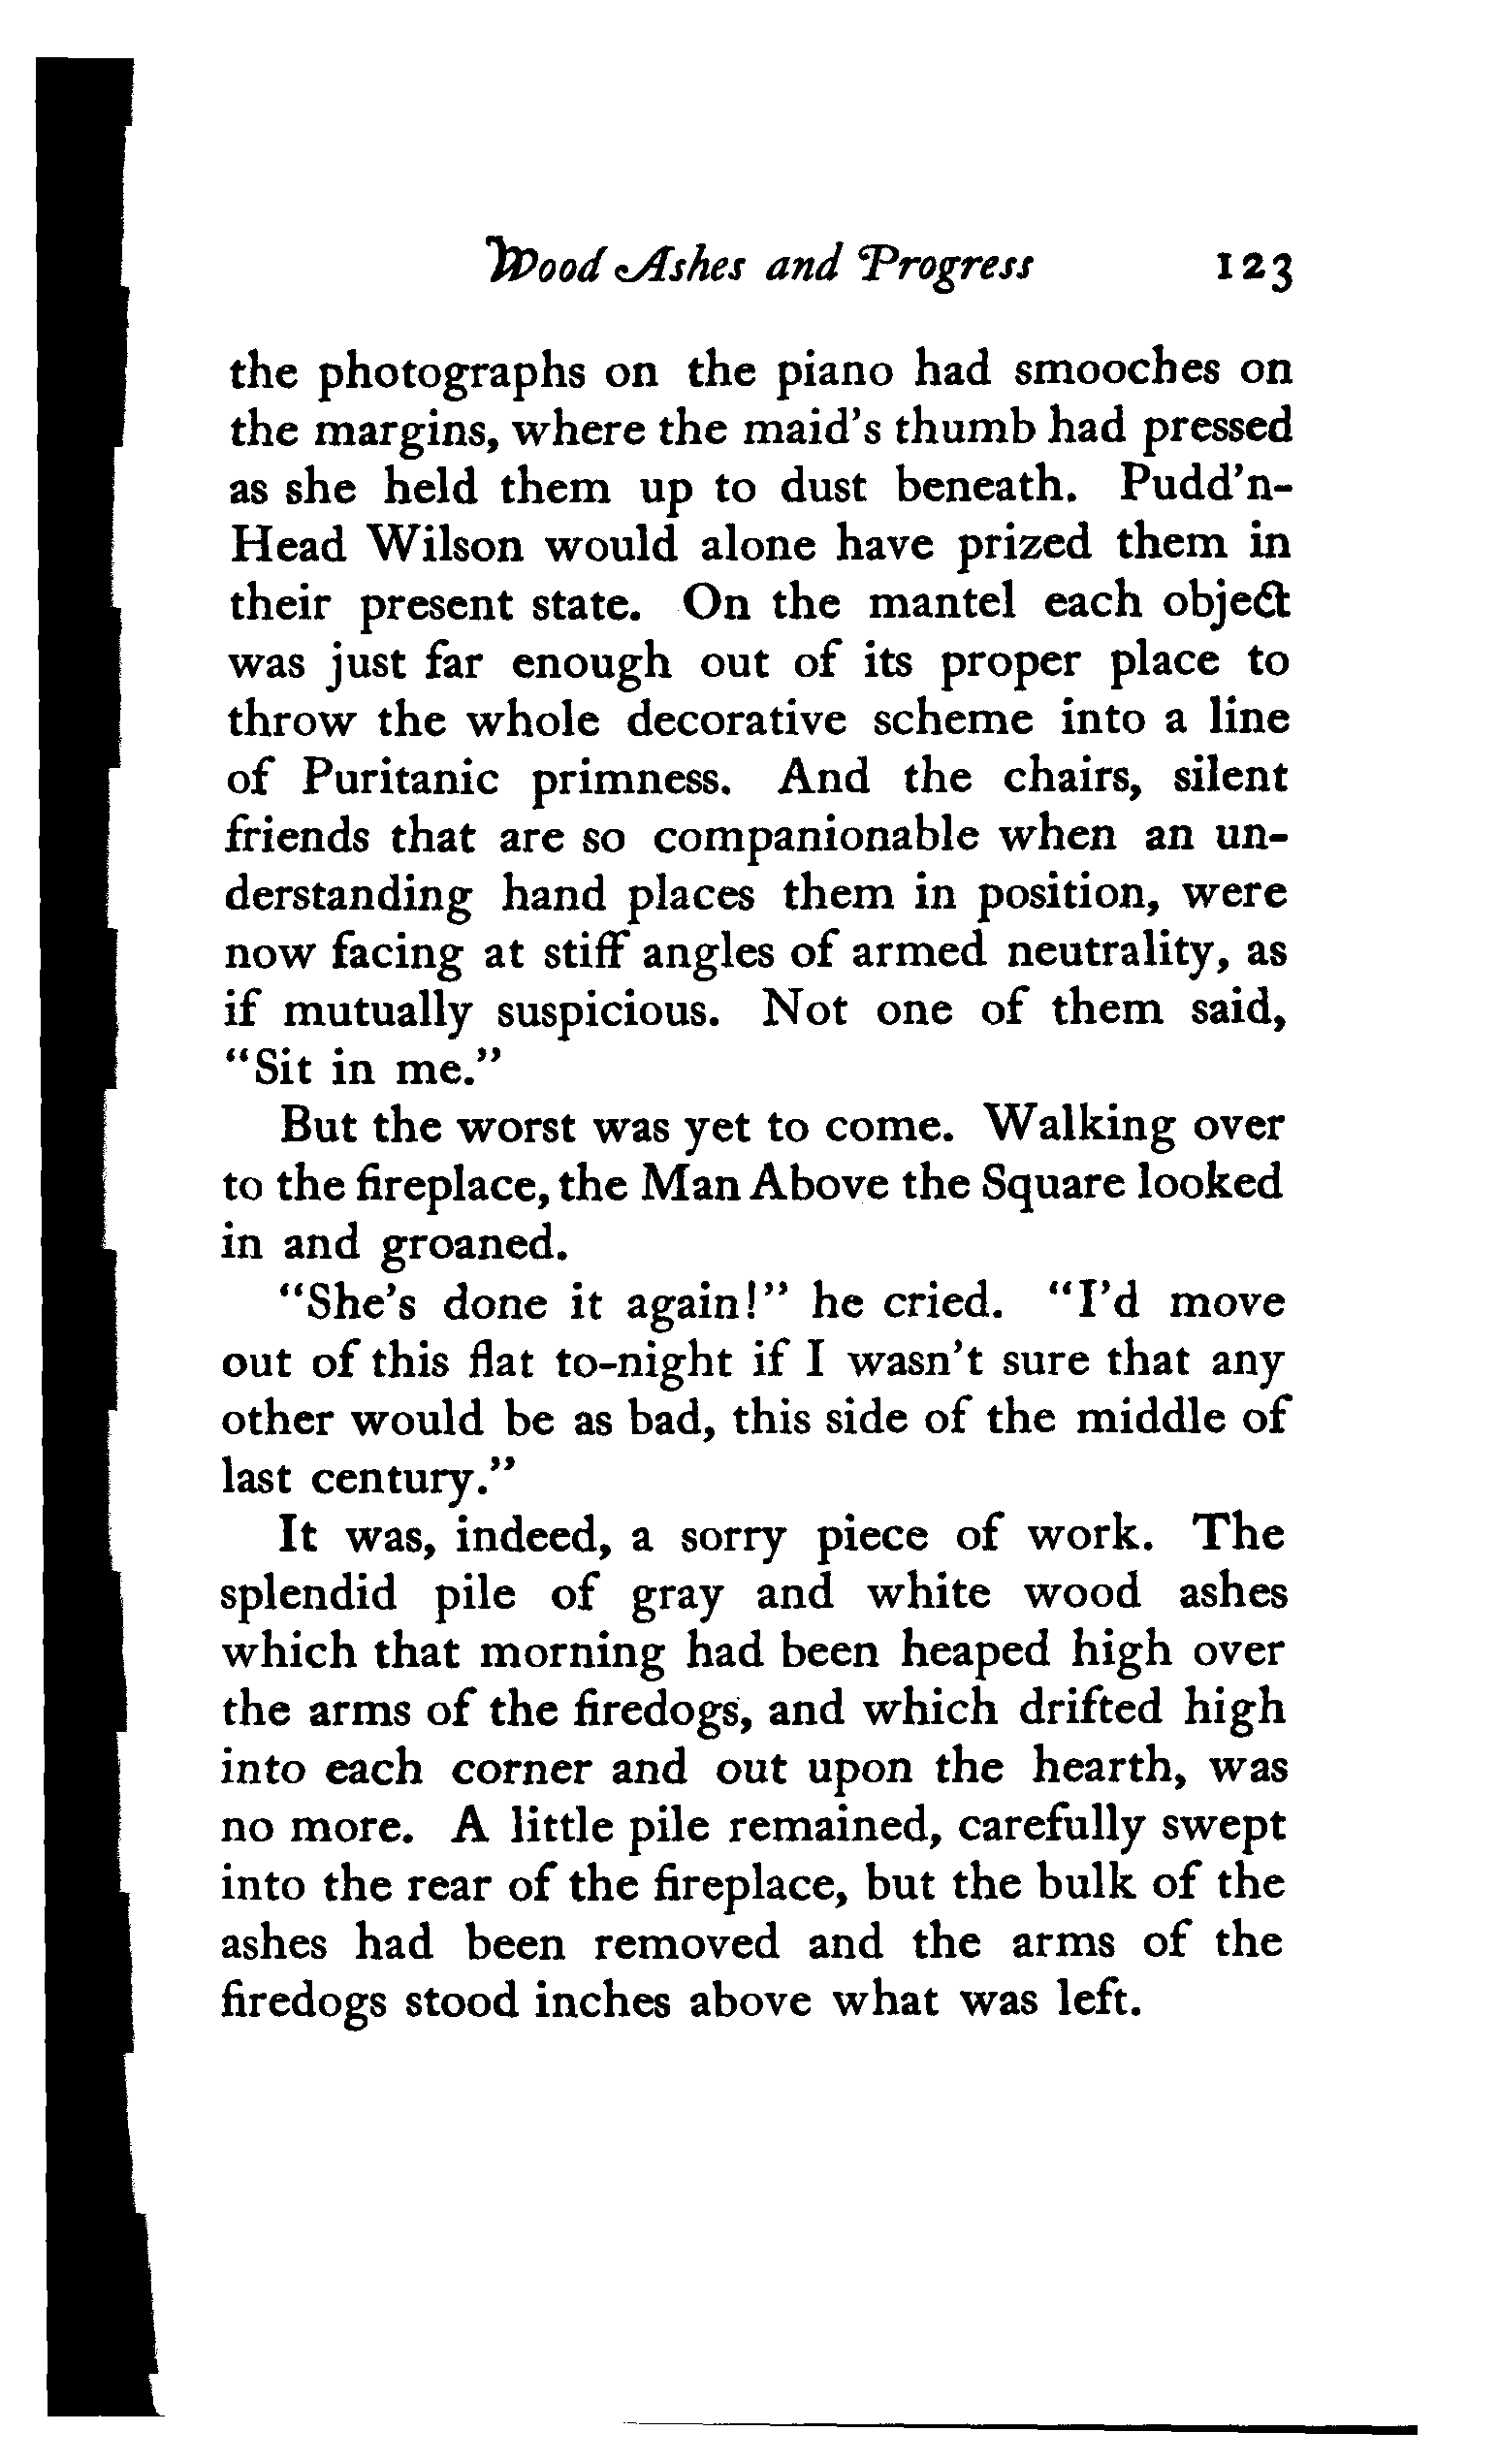 Wood Ashes and Progress 123
the photographs on the piano had smooches on
the margins, where the maid's thumb had pressed
as she held them up to dust beneath. Pudd'n-
Head Wilson would alone have prized them in
their present state. On the mantel each object
was just far enough out of its proper place to
throw the whole decorative scheme into a line
of Puritanic primness. And the chairs, silent
friends that are so companionable when an un-
derstanding hand places them in position, were
now facing at stiff angles of armed neutrality, as
if mutually suspicious. Not one of them said,
"Sit in me."
But the worst was yet to come. Walking over
to the fireplace, the Man Above the Square looked
in and groaned.
"She's done it again!" he cried. "I'd move
out of this flat to-night if I wasn't sure that any
other would be as bad, this side of the middle of
last century."
It was, indeed, a sorry piece of work. The
splendid pile of gray and white wood ashes
which that morning had been heaped high over
the arms of the firedogs, and which drifted high
into each corner and out upon the hearth, was
no more. A little pile remained, carefully swept
into the rear of the fireplace, but the bulk of the
ashes had been removed and the arms of the
firedogs stood inches above what was left.